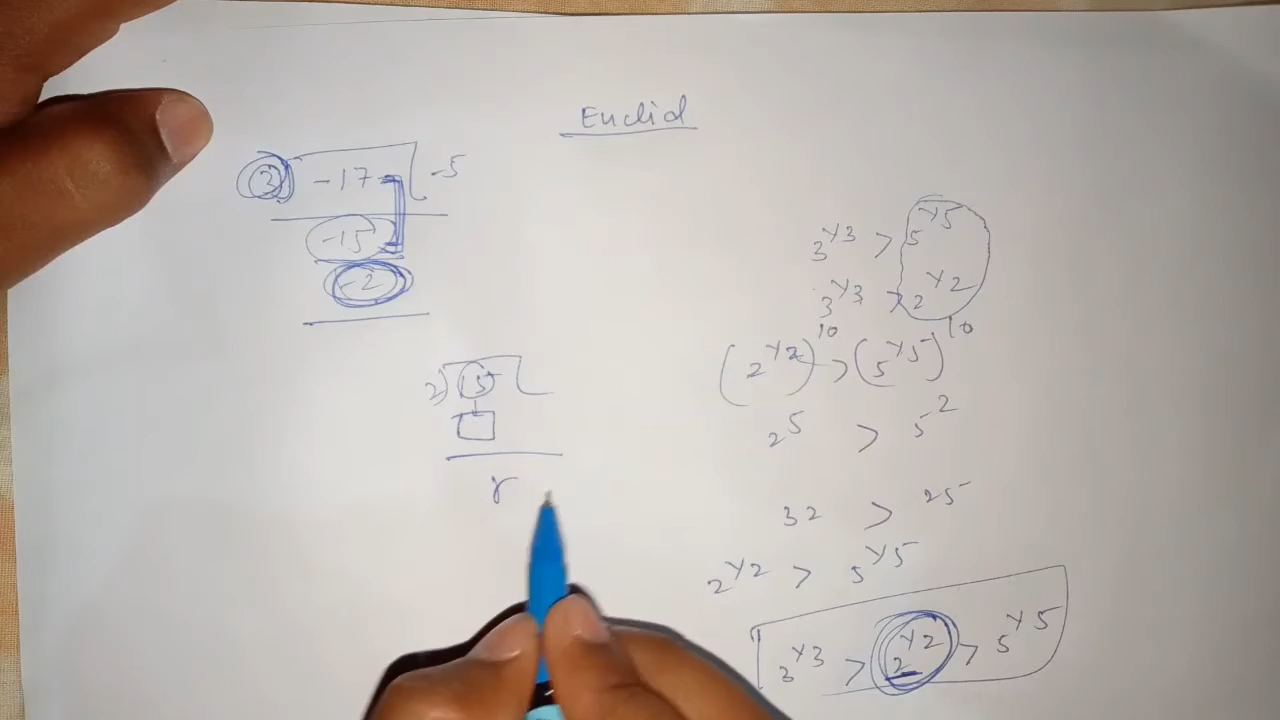 Euclid
3) -17 -5
-15
-2
2) 15
r
3^1/3 > 5^1/5
3^1/3 > 2^1/2
(2^1/2)^10 > (5^1/5)^10
2^5 > 5^2
32 > 25
2^1/2 > 5^1/5
3^1/3 > 2^1/2 > 5^1/5